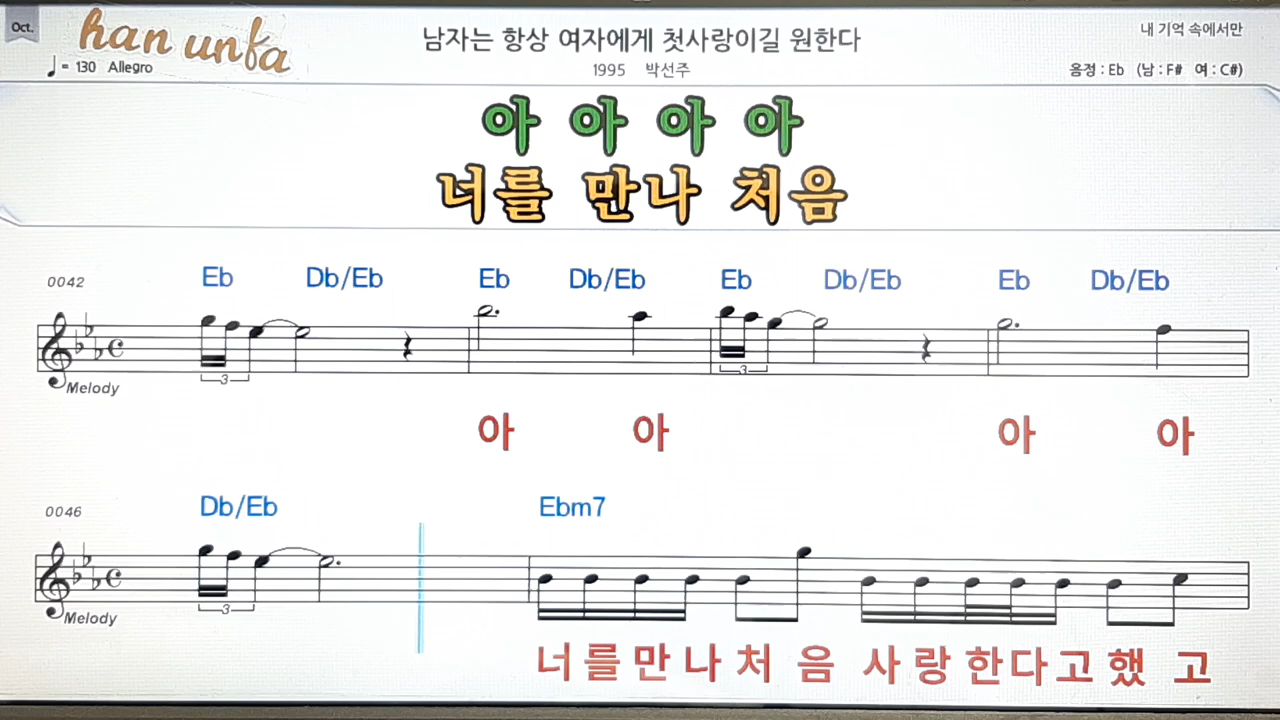 Oct.
han unfa
♩= 130 Allegro
남자는 항상 여자에게 첫사랑이길 원한다
1995 박선주
내 기억 속에서만
음정 : Eb (남 : F# 여 : C#)
아 아 아 아
너를 만나 처음
0042 Eb Db/Eb Eb Db/Eb Eb Db/Eb Eb Db/Eb
3 3
Melody
아 아 아 아
0046 Db/Eb Ebm7
3
Melody
너를만나처음 사랑한다고했고